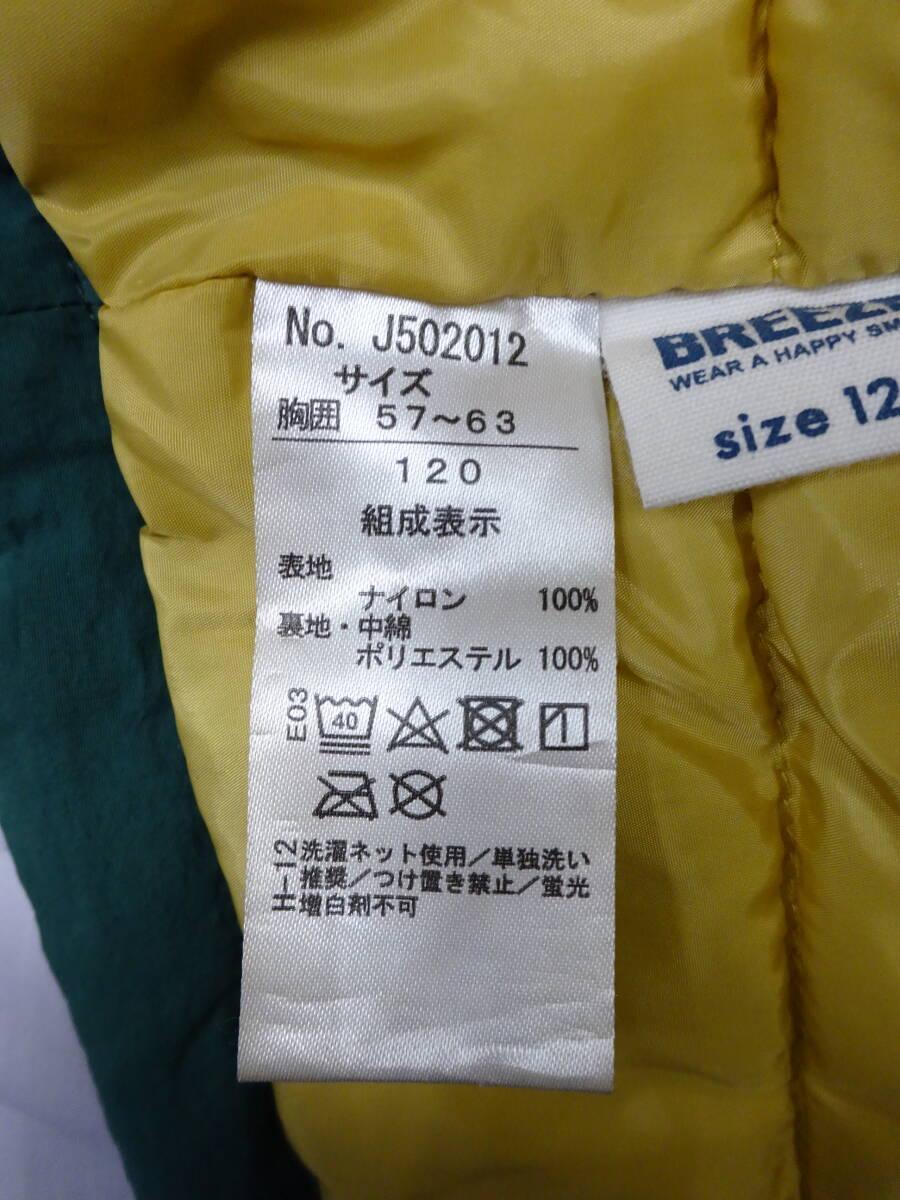 No. J502012
サイズ
胸囲 57～63
120
組成表示
表地
ナイロン 100%
裏地・中綿
ポリエステル 100%
E03
40
H-12
洗濯ネット使用／単独洗い
推奨／つけ置き禁止／蛍光
増白剤不可
WEAR A HAPPY
size